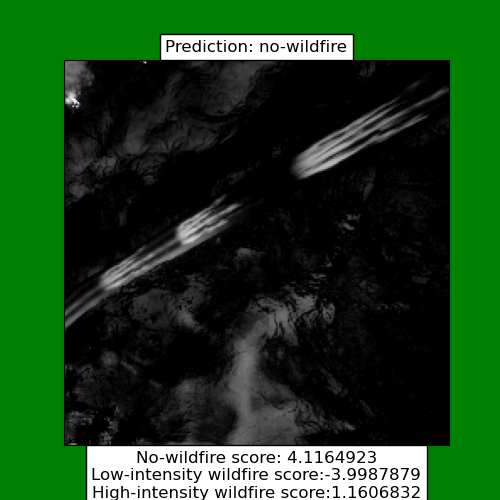 Prediction: no-wildfire
No-wildfire score: 4.1164923
Low-intensity wildfire score:-3.9987879
High-intensity wildfire score:1.1606832